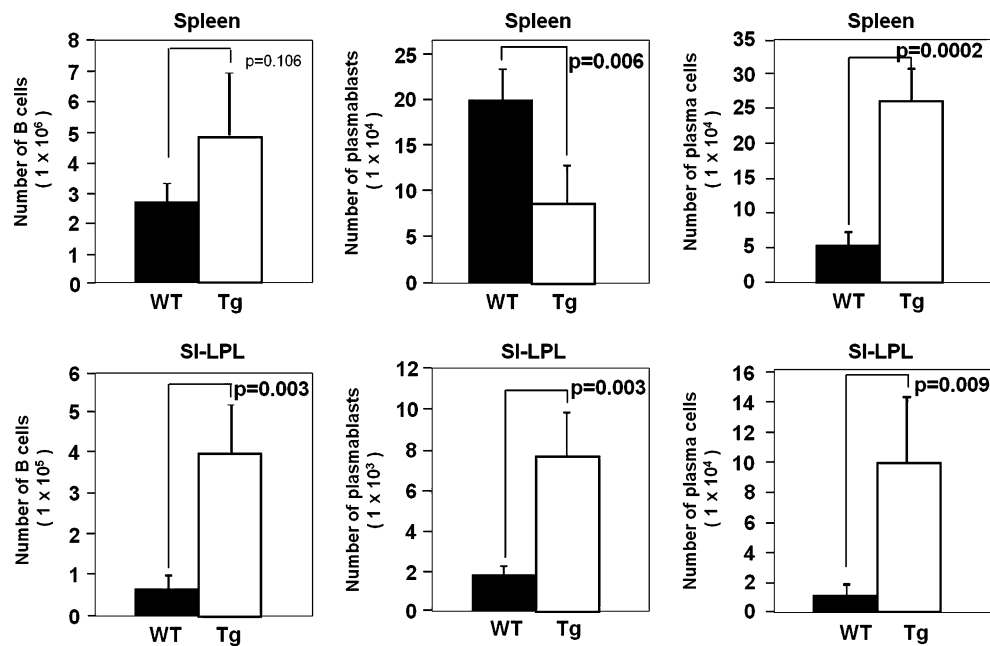 Spleen
Number of B cells
( 1 x 10⁶ )
8
7
6
5
4
3
2
1
0
p=0.106
WT Tg
Spleen
Number of plasmablasts
( 1 x 10⁴ )
25
20
15
10
5
0
p=0.006
WT Tg
Spleen
Number of plasma cells
( 1 x 10⁴ )
35
30
25
20
15
10
5
0
p=0.0002
WT Tg
SI-LPL
Number of B cells
( 1 x 10⁵ )
6
5
4
3
2
1
0
p=0.003
WT Tg
SI-LPL
Number of plasmablasts
( 1 x 10³ )
12
10
8
6
4
2
0
p=0.003
WT Tg
SI-LPL
Number of plasma cells
( 1 x 10⁴ )
16
14
12
10
8
6
4
2
0
p=0.009
WT Tg